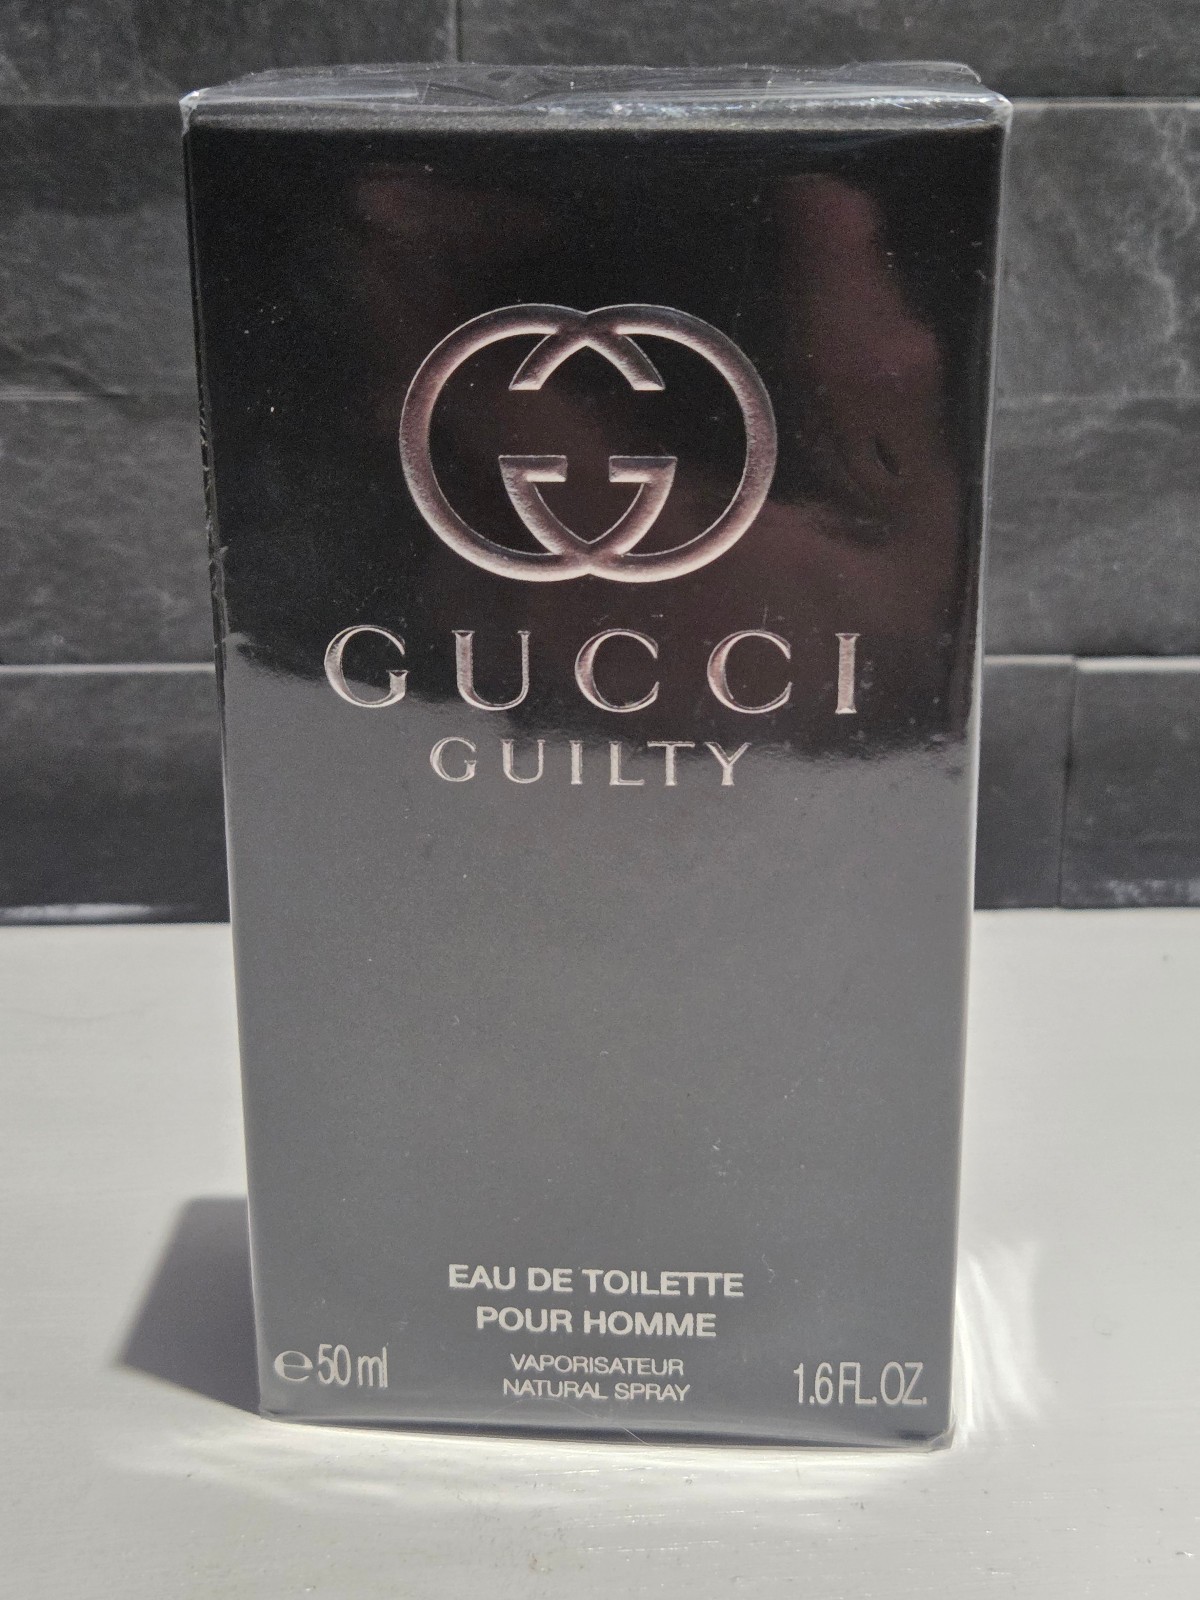 GUCCI
GUILTY
EAU DE TOILETTE
POUR HOMME
℮50 ml
VAPORISATEUR
NATURAL SPRAY
1.6 FL.OZ.